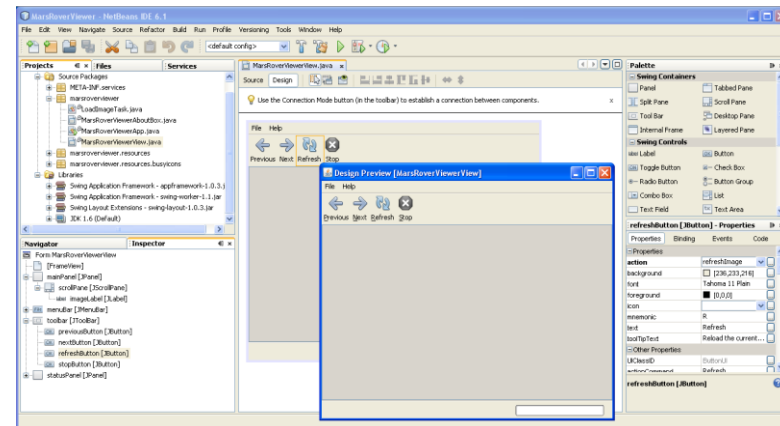 MarsRoverViewer - NetBeans IDE 6.1
File Edit View Navigate Source Refactor Build Run Profile Versioning Tools Window Help
<default config>
Projects
Files
Services
Source Packages
META-INF.services
marsroverviewer
LoadImageTask.java
MarsRoverViewerAboutBox.java
MarsRoverViewerApp.java
MarsRoverViewerView.java
marsroverviewer.resources
marsroverviewer.resources.busyicons
Libraries
Swing Application Framework - appframework-1.0.3.j
Swing Application Framework - swing-worker-1.1.jar
Swing Layout Extensions - swing-layout-1.0.3.jar
JDK 1.6 (Default)
Navigator
Inspector
Form MarsRoverViewerView
[FrameView]
mainPanel [JPanel]
scrollPane [JScrollPane]
imageLabel [JLabel]
menuBar [JMenuBar]
toolbar [JToolBar]
previousButton [JButton]
nextButton [JButton]
refreshButton [JButton]
stopButton [JButton]
statusPanel [JPanel]
MarsRoverViewerView.java
Source Design
Use the Connection Mode button (in the toolbar) to establish a connection between components.
File Help
Previous Next Refresh Stop
Design Preview [MarsRoverViewerView]
File Help
Previous Next Refresh Stop
Palette
Swing Containers
Panel Tabbed Pane
Split Pane Scroll Pane
Tool Bar Desktop Pane
Internal Frame Layered Pane
Swing Controls
Label Button
Toggle Button Check Box
Radio Button Button Group
Combo Box List
Text Field Text Area
refreshButton [JButton] - Properties
Properties Binding Events Code
Properties
action refreshImage
background [236,233,216]
font Tahoma 11 Plain
foreground [0,0,0]
icon
mnemonic R
text Refresh
toolTipText Reload the current...
Other Properties
UIClassID ButtonUI
actionCommand Refresh
refreshButton [JButton]